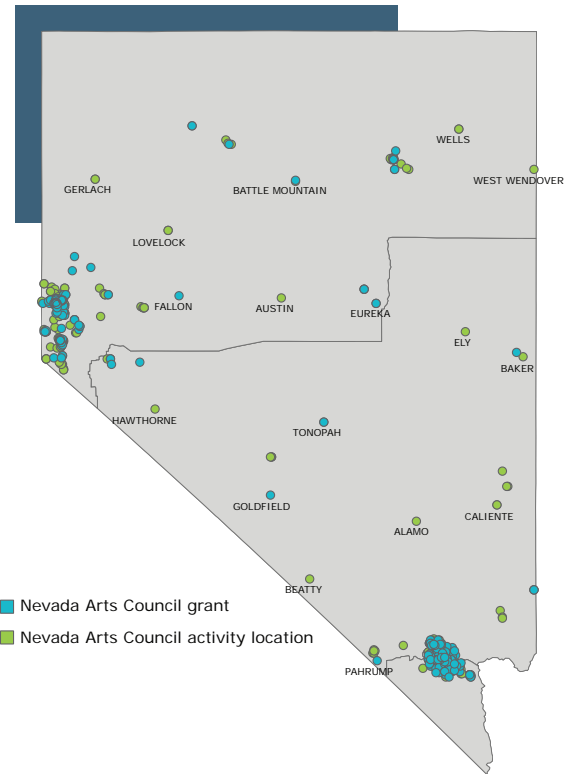 WELLS
WEST WENDOVER
GERLACH
BATTLE MOUNTAIN
LOVELOCK
FALLON
AUSTIN
EUREKA
ELY
BAKER
HAWTHORNE
TONOPAH
GOLDFIELD
CALIENTE
ALAMO
BEATTY
Nevada Arts Council grant
Nevada Arts Council activity location
PAHRUMP